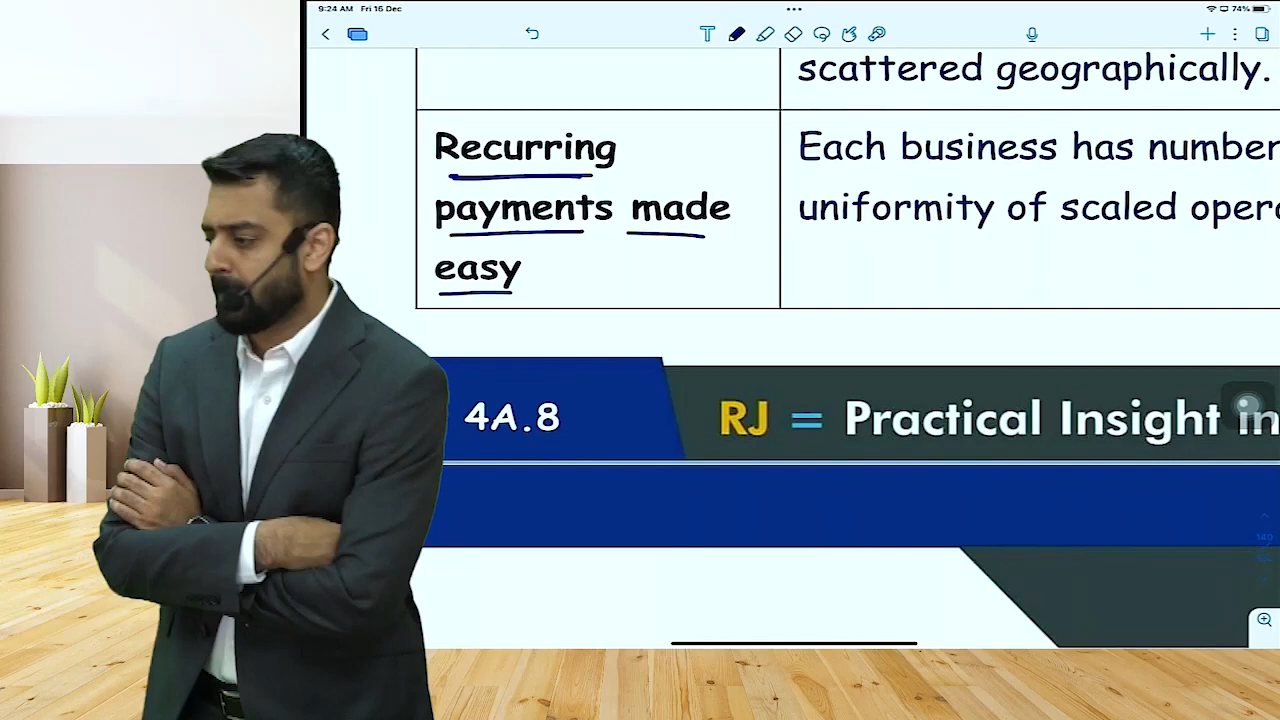 9:24 AM Fri 16 Dec
74%
scattered geographically.
Recurring
payments made
easy
Each business has number
uniformity of scaled opera
4A.8
RJ = Practical Insight in
140